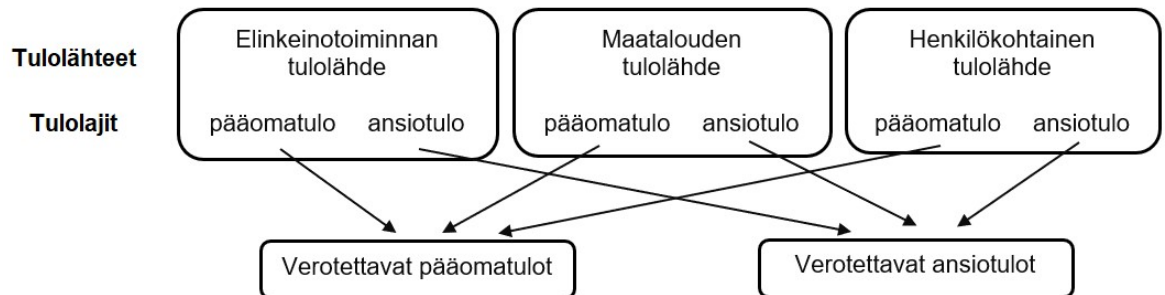 Tulolähteet
Elinkeinotoiminnan
tulolähde
Maatalouden
tulolähde
Henkilökohtainen
tulolähde
Tulolajit
pääomatulo ansiotulo
pääomatulo ansiotulo
pääomatulo ansiotulo
Verotettavat pääomatulot
Verotettavat ansiotulot